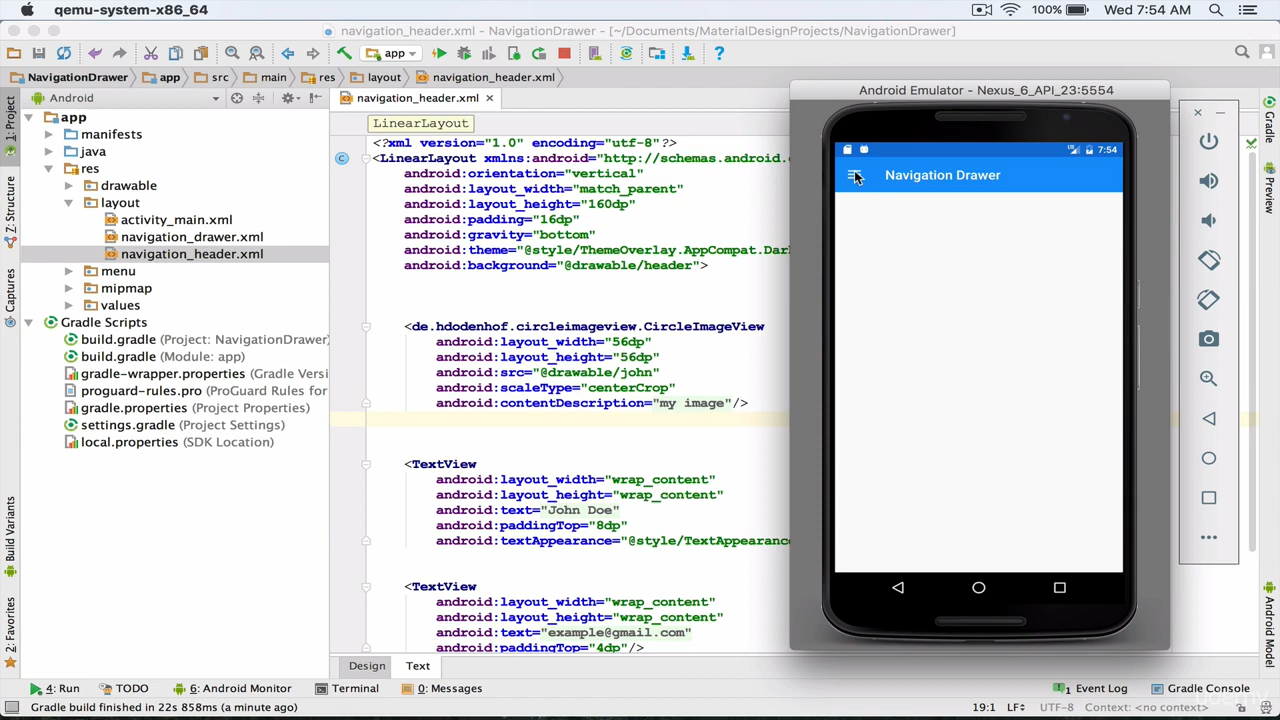 qemu-system-x86_64
100%
Wed 7:54 AM
navigation_header.xml - NavigationDrawer - [~/Documents/MaterialDesignProjects/NavigationDrawer]
app
NavigationDrawer
app
src
main
res
layout
navigation_header.xml
Android
navigation_header.xml
Android Emulator - Nexus_6_API_23:5554
1: Project
Z: Structure
Captures
Build Variants
2: Favorites
app
manifests
java
res
drawable
layout
activity_main.xml
navigation_drawer.xml
navigation_header.xml
menu
mipmap
values
Gradle Scripts
build.gradle (Project: NavigationDrawer)
build.gradle (Module: app)
gradle-wrapper.properties (Gradle Versi
proguard-rules.pro (ProGuard Rules for
gradle.properties (Project Properties)
settings.gradle (Project Settings)
local.properties (SDK Location)
LinearLayout
<?xml version="1.0" encoding="utf-8"?>
<LinearLayout xmlns:android="http://schemas.android.c
android:orientation="vertical"
android:layout_width="match_parent"
android:layout_height="160dp"
android:padding="16dp"
android:gravity="bottom"
android:theme="@style/ThemeOverlay.AppCompat.Dar
android:background="@drawable/header">
<de.hdodenhof.circleimageview.CircleImageView
android:layout_width="56dp"
android:layout_height="56dp"
android:src="@drawable/john"
android:scaleType="centerCrop"
android:contentDescription="my image"/>
<TextView
android:layout_width="wrap_content"
android:layout_height="wrap_content"
android:text="John Doe"
android:paddingTop="8dp"
android:textAppearance="@style/TextAppearance
<TextView
android:layout_width="wrap_content"
android:layout_height="wrap_content"
android:text="example@gmail.com"
android:paddingTop="4dp"/>
7:54
Navigation Drawer
Gradle
Preview
Android Model
Design
Text
4: Run
TODO
6: Android Monitor
Terminal
0: Messages
1 Event Log
Gradle Console
Gradle build finished in 22s 858ms (a minute ago)
19:1
LF
UTF-8
Context: <no context>
udemy